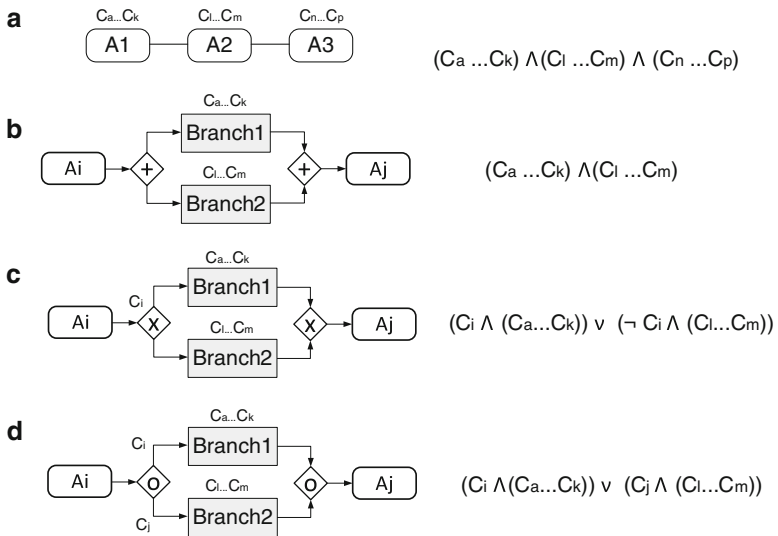 a
Ca...Ck Cl...Cm Cn...Cp
A1 A2 A3
(Ca ...Ck) Λ(Cl ...Cm) Λ (Cn ...Cp)
b
Ca...Ck
Branch1
Ai + + Aj
Cl...Cm
Branch2
(Ca ...Ck) Λ(Cl ...Cm)
c
Ca...Ck
Branch1
Ci
Ai X X Aj
Cl...Cm
Branch2
(Ci Λ (Ca...Ck)) ν (¬ Ci Λ (Cl...Cm))
d
Ca...Ck
Ci Branch1
Ai O O Aj
Cl...Cm
Cj Branch2
(Ci Λ(Ca...Ck)) ν (Cj Λ (Cl...Cm))